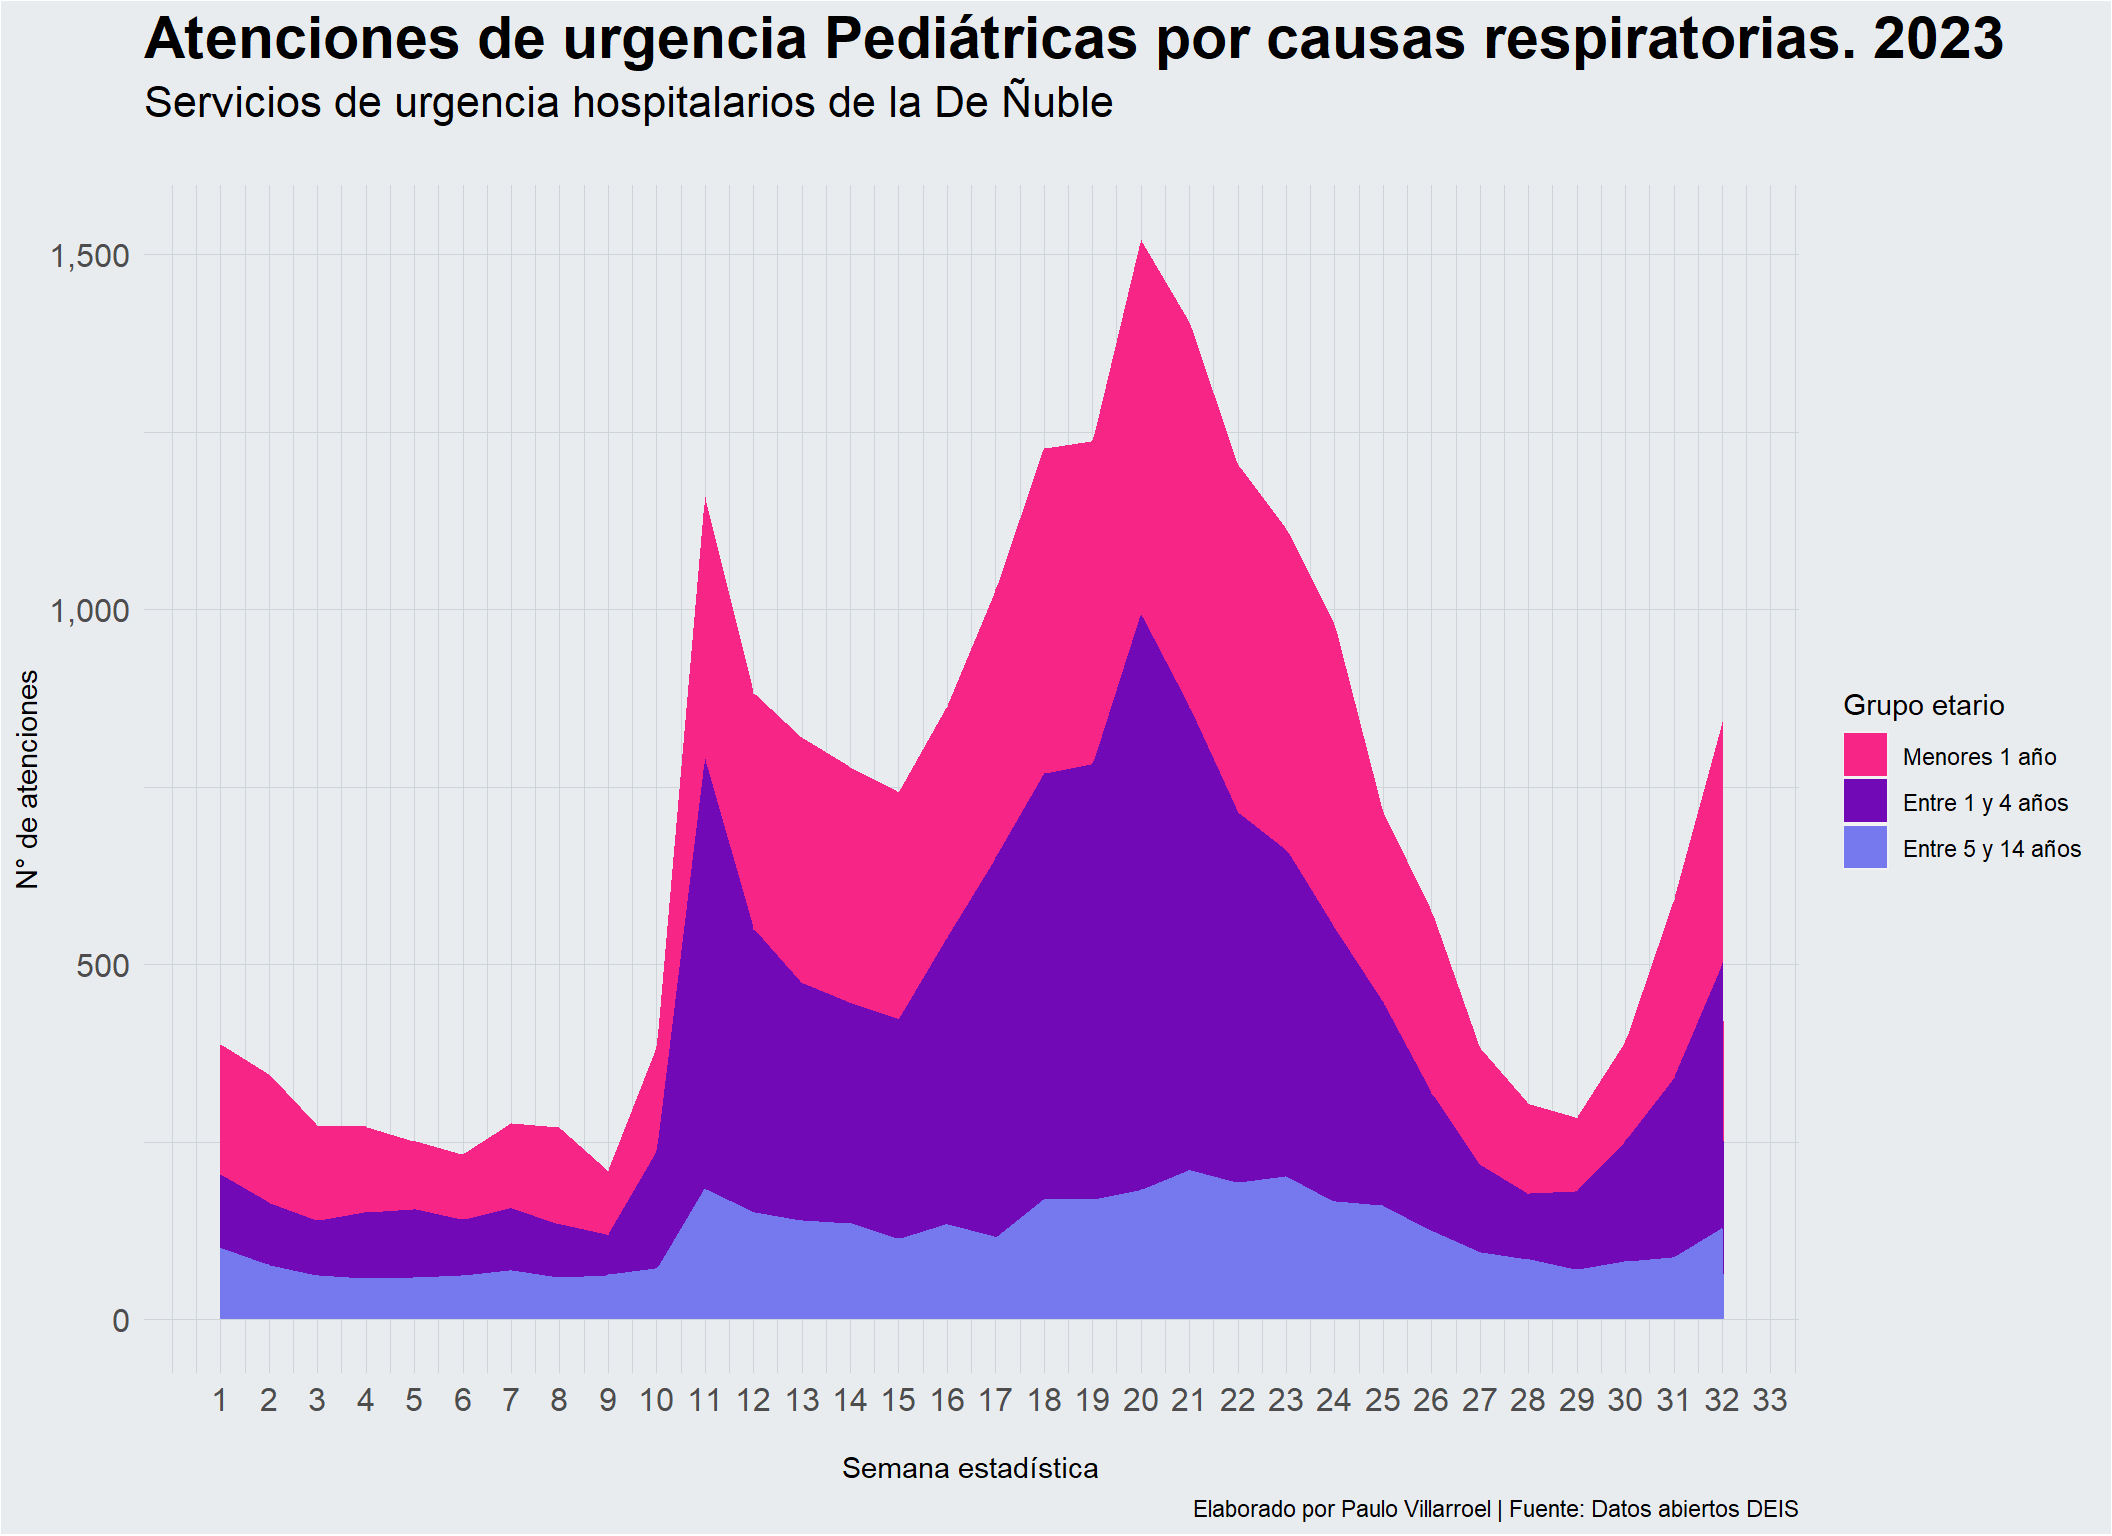 Atenciones de urgencia Pediátricas por causas respiratorias. 2023
Servicios de urgencia hospitalarios de la De Ñuble
1,500
1,000
500
0
N° de atenciones
1 2 3 4 5 6 7 8 9 10 11 12 13 14 15 16 17 18 19 20 21 22 23 24 25 26 27 28 29 30 31 32 33
Semana estadística
Grupo etario
Menores 1 año
Entre 1 y 4 años
Entre 5 y 14 años
Elaborado por Paulo Villarroel | Fuente: Datos abiertos DEIS